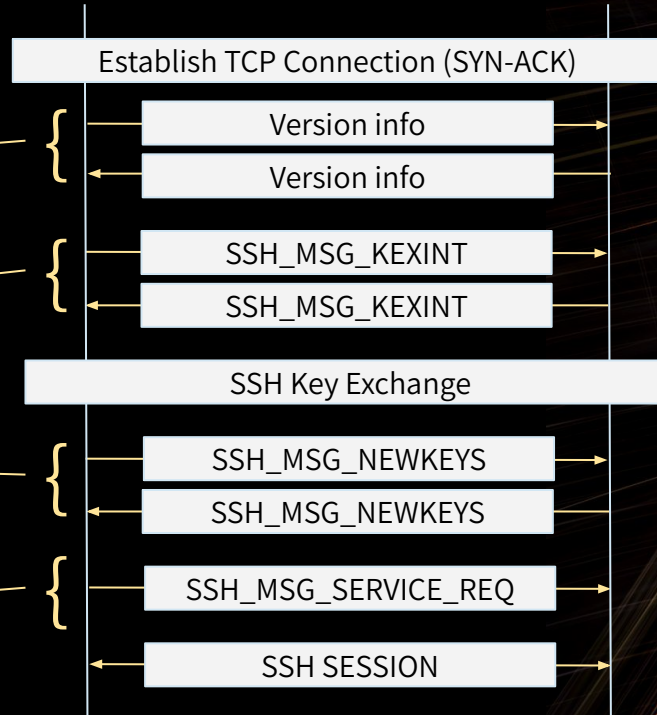 Establish TCP Connection (SYN-ACK)
Version info
Version info
SSH_MSG_KEXINT
SSH_MSG_KEXINT
SSH Key Exchange
SSH_MSG_NEWKEYS
SSH_MSG_NEWKEYS
SSH_MSG_SERVICE_REQ
SSH SESSION